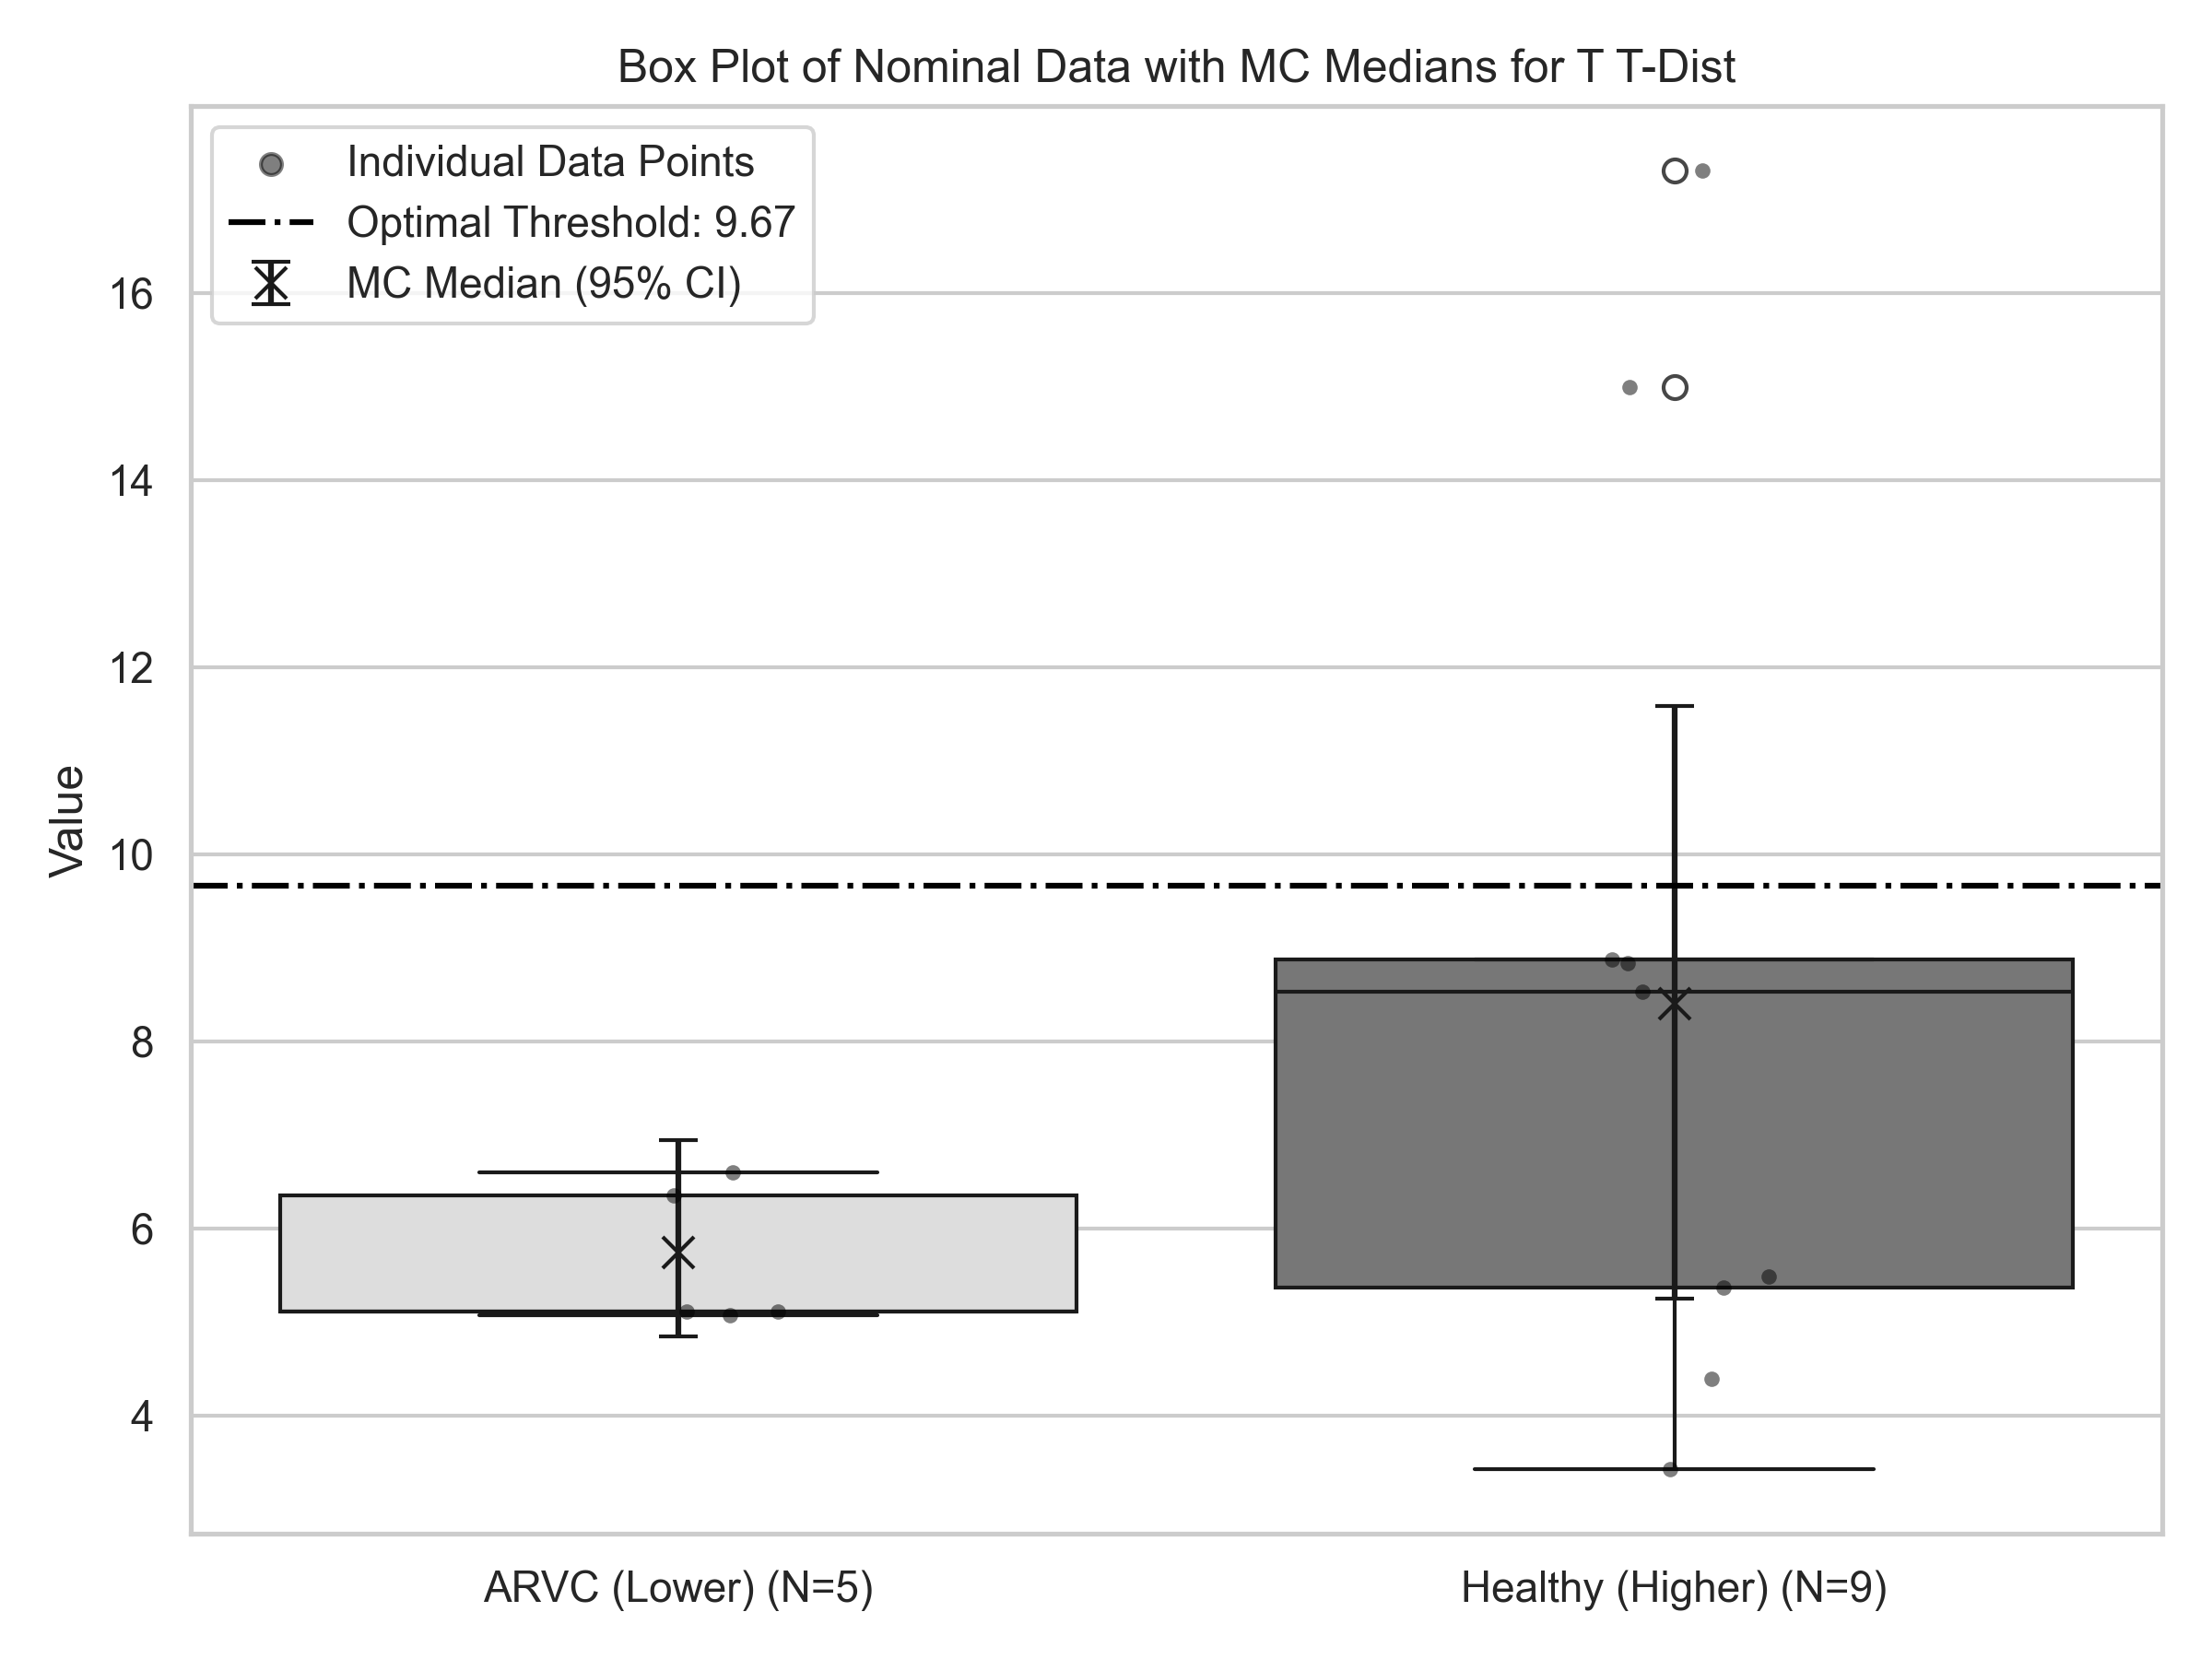 Box Plot of Nominal Data with MC Medians for T T-Dist
Individual Data Points
Optimal Threshold: 9.67
MC Median (95% CI)
16
14
12
10
8
6
4
Value
ARVC (Lower) (N=5)
Healthy (Higher) (N=9)